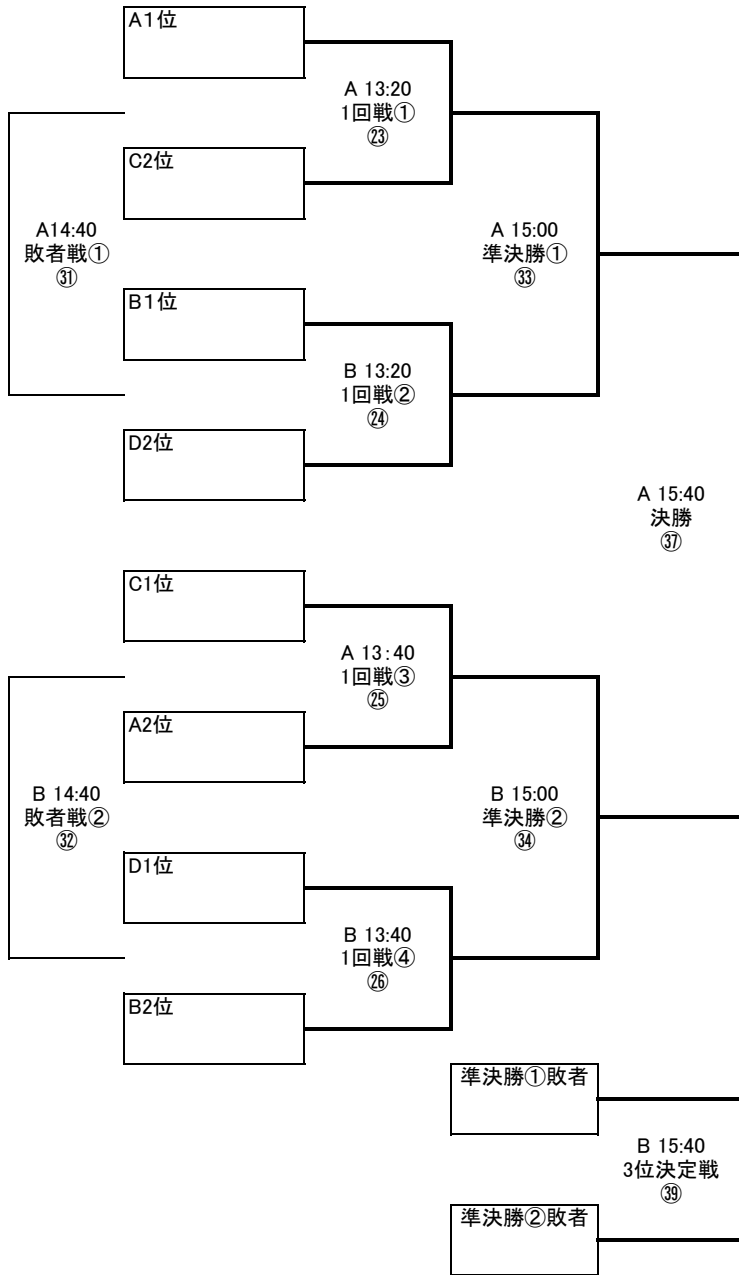 A1位
A 13:20
1回戦①
㉓
C2位
A14:40
敗者戦①
㉛
A 15:00
準決勝①
㉝
B1位
B 13:20
1回戦②
㉔
D2位
A 15:40
決勝
㊲
C1位
A 13：40
1回戦③
㉕
A2位
B 14:40
敗者戦②
㉜
B 15:00
準決勝②
㉞
D1位
B 13:40
1回戦④
㉖
B2位
準決勝①敗者
B 15:40
3位決定戦
㊴
準決勝②敗者